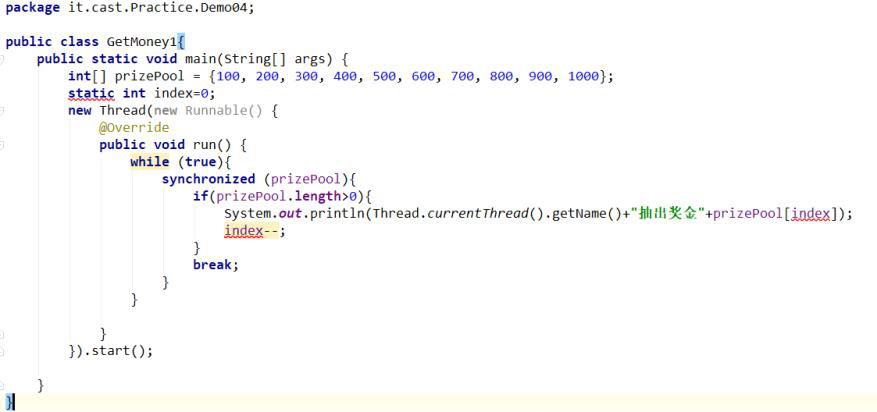 package it.cast.Practice.Demo04;
public class GetMoney1{
public static void main(String[] args) {
int[] prizePool = {100, 200, 300, 400, 500, 600, 700, 800, 900, 1000};
static int index=0;
new Thread(new Runnable() {
@Override
public void run() {
while (true){
synchronized (prizePool){
if(prizePool.length>0){
System.out.println(Thread.currentThread().getName()+"抽出奖金"+prizePool[index]);
index--;
}
break;
}
}
}
}).start();
}
}